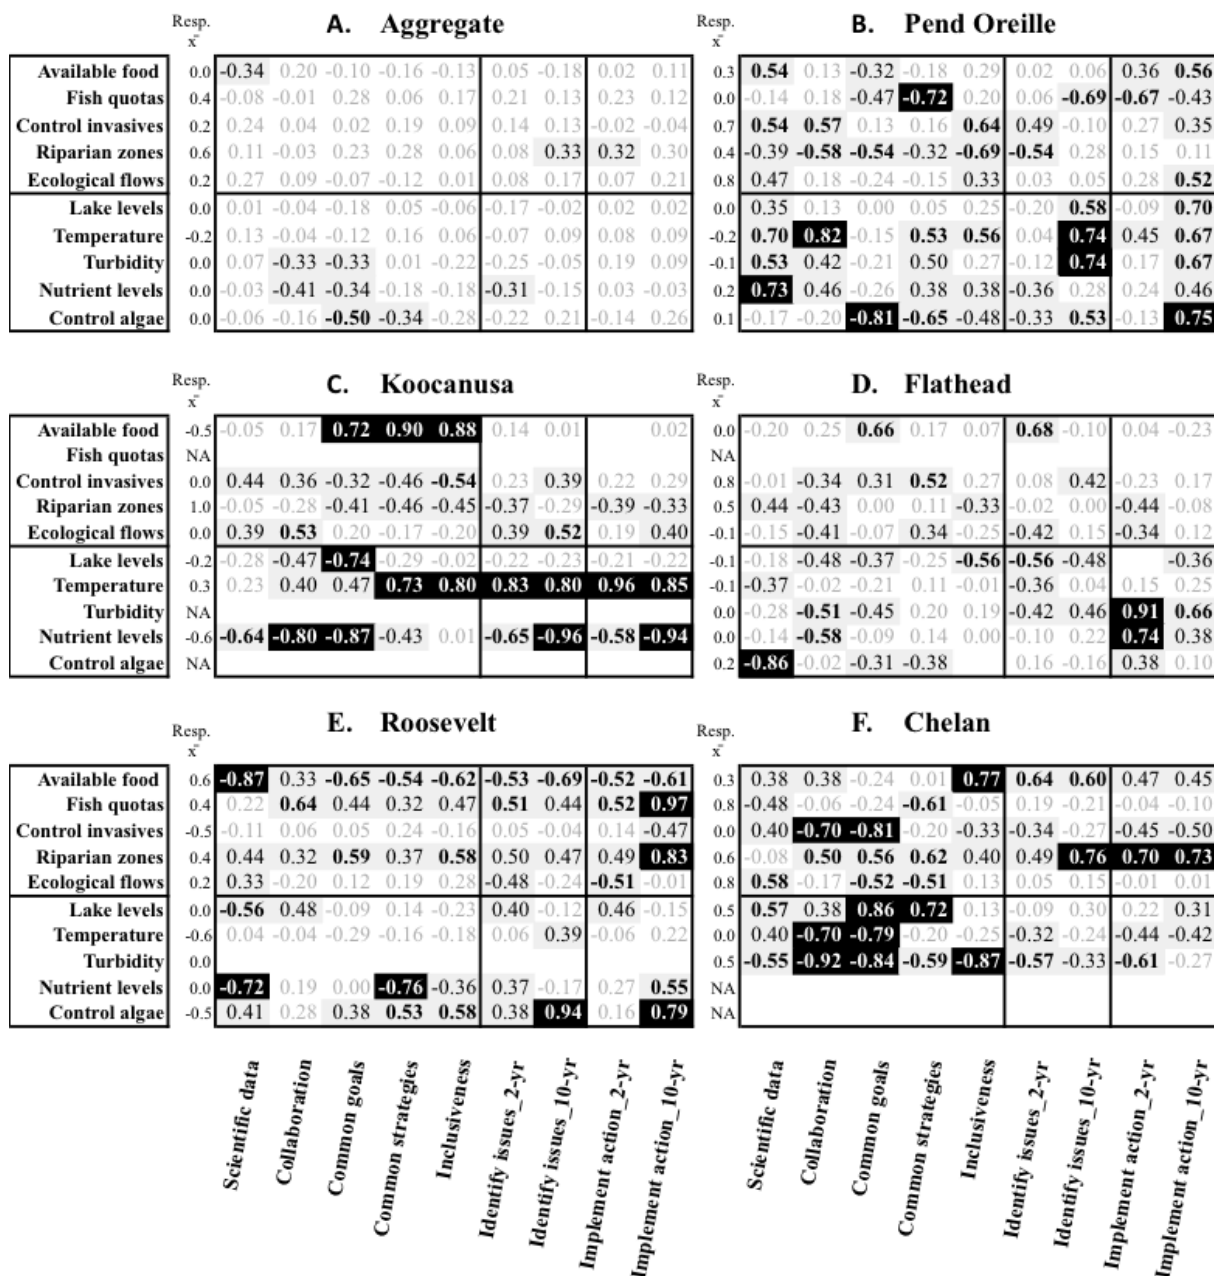 Resp. A. Aggregate
x̄
Available food 0.0 -0.34 0.20 -0.10 -0.16 -0.13 0.05 -0.18 0.02 0.11
Fish quotas 0.4 -0.08 -0.01 0.28 0.06 0.17 0.21 0.13 0.23 0.12
Control invasives 0.2 0.24 0.04 0.02 0.19 0.09 0.14 0.13 -0.02 -0.04
Riparian zones 0.6 0.11 -0.03 0.23 0.28 0.06 0.08 0.33 0.32 0.30
Ecological flows 0.2 0.27 0.09 -0.07 -0.12 0.01 0.08 0.17 0.07 0.21
Lake levels 0.0 0.01 -0.04 -0.18 0.05 -0.06 -0.17 -0.02 0.02 0.02
Temperature -0.2 0.13 -0.04 -0.12 0.16 0.06 -0.07 0.09 0.08 0.09
Turbidity 0.0 0.07 -0.33 -0.33 0.01 -0.22 -0.25 -0.05 0.19 0.09
Nutrient levels 0.0 -0.03 -0.41 -0.34 -0.18 -0.18 -0.31 -0.15 0.03 -0.03
Control algae 0.0 -0.06 -0.16 -0.50 -0.34 -0.28 -0.22 0.21 -0.14 0.26
Resp. B. Pend Oreille
x̄
0.3 0.54 0.13 -0.32 -0.18 0.29 0.02 0.06 0.36 0.56
0.0 -0.14 0.18 -0.47 -0.72 0.20 0.06 -0.69 -0.67 -0.43
0.7 0.54 0.57 0.13 0.16 0.64 0.49 -0.10 0.27 0.35
0.4 -0.39 -0.58 -0.54 -0.32 -0.69 -0.54 0.28 0.15 0.11
0.8 0.47 0.18 -0.24 -0.15 0.33 0.03 0.05 0.28 0.52
0.0 0.35 0.13 0.00 0.05 0.25 -0.20 0.58 -0.09 0.70
-0.2 0.70 0.82 -0.15 0.53 0.56 0.04 0.74 0.45 0.67
-0.1 0.53 0.42 -0.21 0.50 0.27 -0.12 0.74 0.17 0.67
0.2 0.73 0.46 -0.26 0.38 0.38 -0.36 0.28 0.24 0.46
0.1 -0.17 -0.20 -0.81 -0.65 -0.48 -0.33 0.53 -0.13 0.75
Resp. C. Koocanusa
x̄
Available food -0.5 -0.05 0.17 0.72 0.90 0.88 0.14 0.01 0.02
Fish quotas NA
Control invasives 0.0 0.44 0.36 -0.32 -0.46 -0.54 0.23 0.39 0.22 0.29
Riparian zones 1.0 -0.05 -0.28 -0.41 -0.46 -0.45 -0.37 -0.29 -0.39 -0.33
Ecological flows 0.0 0.39 0.53 0.20 -0.17 -0.20 0.39 0.52 0.19 0.40
Lake levels -0.2 -0.28 -0.47 -0.74 -0.29 -0.02 -0.22 -0.23 -0.21 -0.22
Temperature 0.3 0.23 0.40 0.47 0.73 0.80 0.83 0.80 0.96 0.85
Turbidity NA
Nutrient levels -0.6 -0.64 -0.80 -0.87 -0.43 0.01 -0.65 -0.96 -0.58 -0.94
Control algae NA
Resp. D. Flathead
x̄
0.0 -0.20 0.25 0.66 0.17 0.07 0.68 -0.10 0.04 -0.23
NA
0.8 -0.01 -0.34 0.31 0.52 0.27 0.08 0.42 -0.23 0.17
0.5 0.44 -0.43 0.00 0.11 -0.33 -0.02 0.00 -0.44 -0.08
-0.1 -0.15 -0.41 -0.07 0.34 -0.25 -0.42 0.15 -0.34 0.12
-0.1 -0.18 -0.48 -0.37 -0.25 -0.56 -0.56 -0.48 -0.36
-0.1 -0.37 -0.02 -0.21 0.11 -0.01 -0.36 0.04 0.15 0.25
0.0 -0.28 -0.51 -0.45 0.20 0.19 -0.42 0.46 0.91 0.66
0.0 -0.14 -0.58 -0.09 0.14 0.00 -0.10 0.22 0.74 0.38
0.2 -0.86 -0.02 -0.31 -0.38 0.16 -0.16 0.38 0.10
Resp. E. Roosevelt
x̄
Available food 0.6 -0.87 0.33 -0.65 -0.54 -0.62 -0.53 -0.69 -0.52 -0.61
Fish quotas 0.4 0.22 0.64 0.44 0.32 0.47 0.51 0.44 0.52 0.97
Control invasives -0.5 -0.11 0.06 0.05 0.24 -0.16 0.05 -0.04 0.14 -0.47
Riparian zones 0.4 0.44 0.32 0.59 0.37 0.58 0.50 0.47 0.49 0.83
Ecological flows 0.2 0.33 -0.20 0.12 0.19 0.28 -0.48 -0.24 -0.51 -0.01
Lake levels 0.0 -0.56 0.48 -0.09 0.14 -0.23 0.40 -0.12 0.46 -0.15
Temperature -0.6 0.04 -0.04 -0.29 -0.16 -0.18 0.06 0.39 -0.06 0.22
Turbidity 0.0
Nutrient levels 0.0 -0.72 0.19 0.00 -0.76 -0.36 0.37 -0.17 0.27 0.55
Control algae -0.5 0.41 0.28 0.38 0.53 0.58 0.38 0.94 0.16 0.79
Resp. F. Chelan
x̄
0.3 0.38 0.38 -0.24 0.01 0.77 0.64 0.60 0.47 0.45
0.8 -0.48 -0.06 -0.24 -0.61 -0.05 0.19 -0.21 -0.04 -0.10
0.0 0.40 -0.70 -0.81 -0.20 -0.33 -0.34 -0.27 -0.45 -0.50
0.6 -0.08 0.50 0.56 0.62 0.40 0.49 0.76 0.70 0.73
0.8 0.58 -0.17 -0.52 -0.51 0.13 0.05 0.15 -0.01 0.01
0.5 0.57 0.38 0.86 0.72 0.13 -0.09 0.30 0.22 0.31
0.0 0.40 -0.70 -0.79 -0.20 -0.25 -0.32 -0.24 -0.44 -0.42
0.5 -0.55 -0.92 -0.84 -0.59 -0.87 -0.57 -0.33 -0.61 -0.27
NA
NA
Scientific data
Collaboration
Common goals
Common strategies
Inclusiveness
Identify issues_2-yr
Identify issues_10-yr
Implement action_2-yr
Implement action_10-yr
Scientific data
Collaboration
Common goals
Common strategies
Inclusiveness
Identify issues_2-yr
Identify issues_10-yr
Implement action_2-yr
Implement action_10-yr